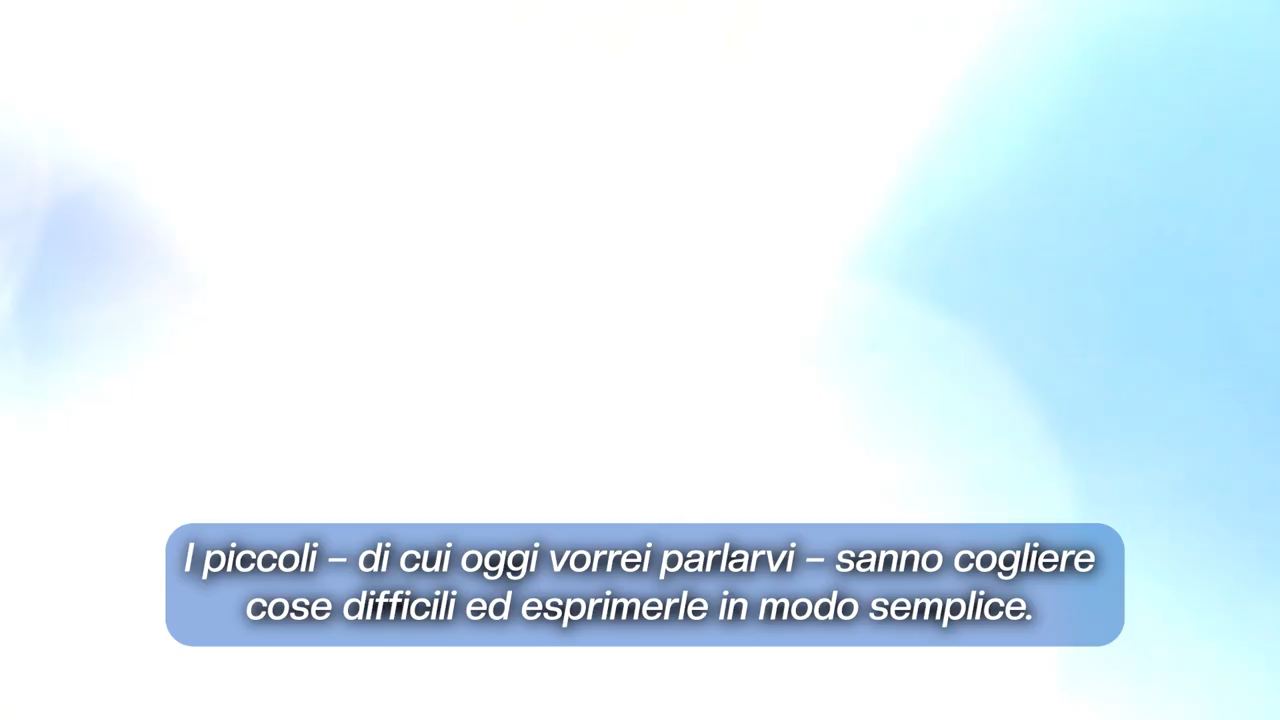 I piccoli – di cui oggi vorrei parlarvi – sanno cogliere
cose difficili ed esprimerle in modo semplice.